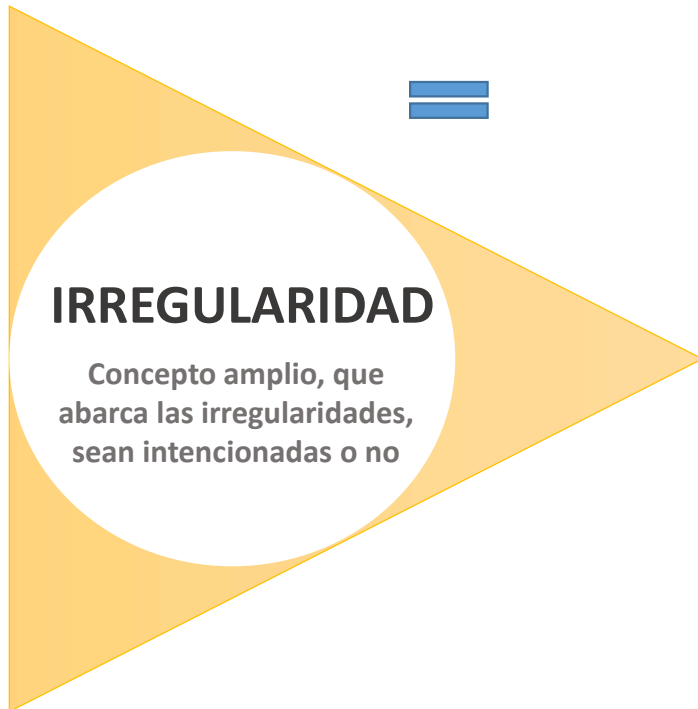 IRREGULARIDAD
Concepto amplio, que
abarca las irregularidades,
sean intencionadas o no